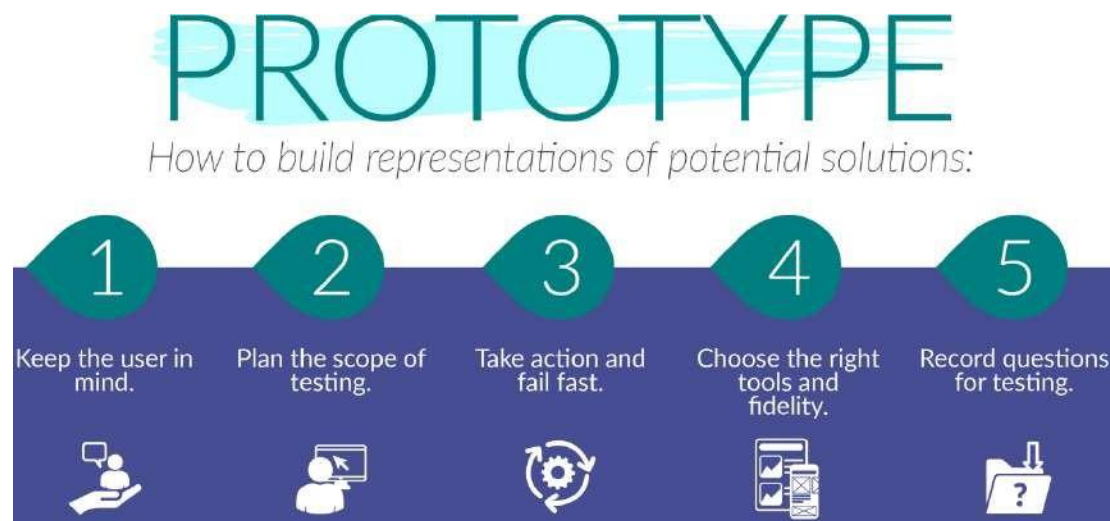 PROTOTYPE
How to build representations of potential solutions:
1
Keep the user in
mind.
2
Plan the scope of
testing.
3
Take action and
fail fast.
4
Choose the right
tools and
fidelity.
5
Record questions
for testing.
?